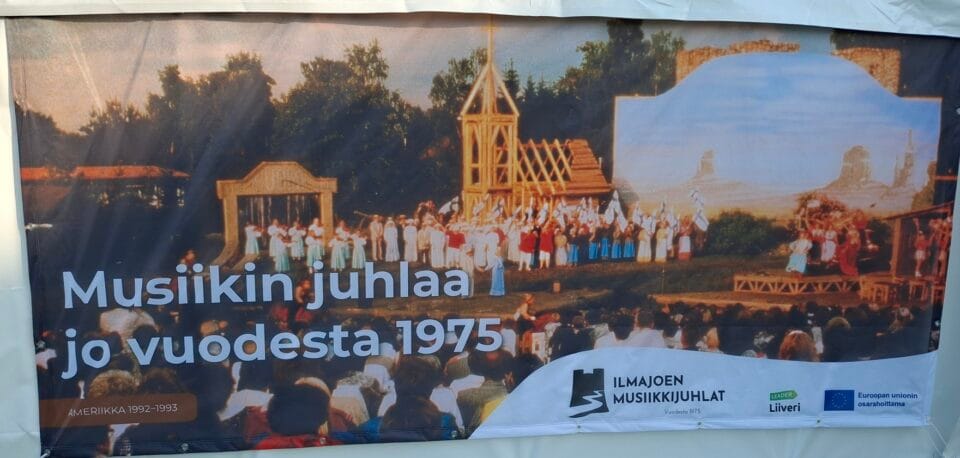 Musiikin juhlaa
jo vuodesta 1975
AMERIIKKA 1992–1993
ILMAJOEN
MUSIIKKIJUHLAT
Vuodesta 1975
LEADER
Liiveri
Euroopan unionin
osarahoittama